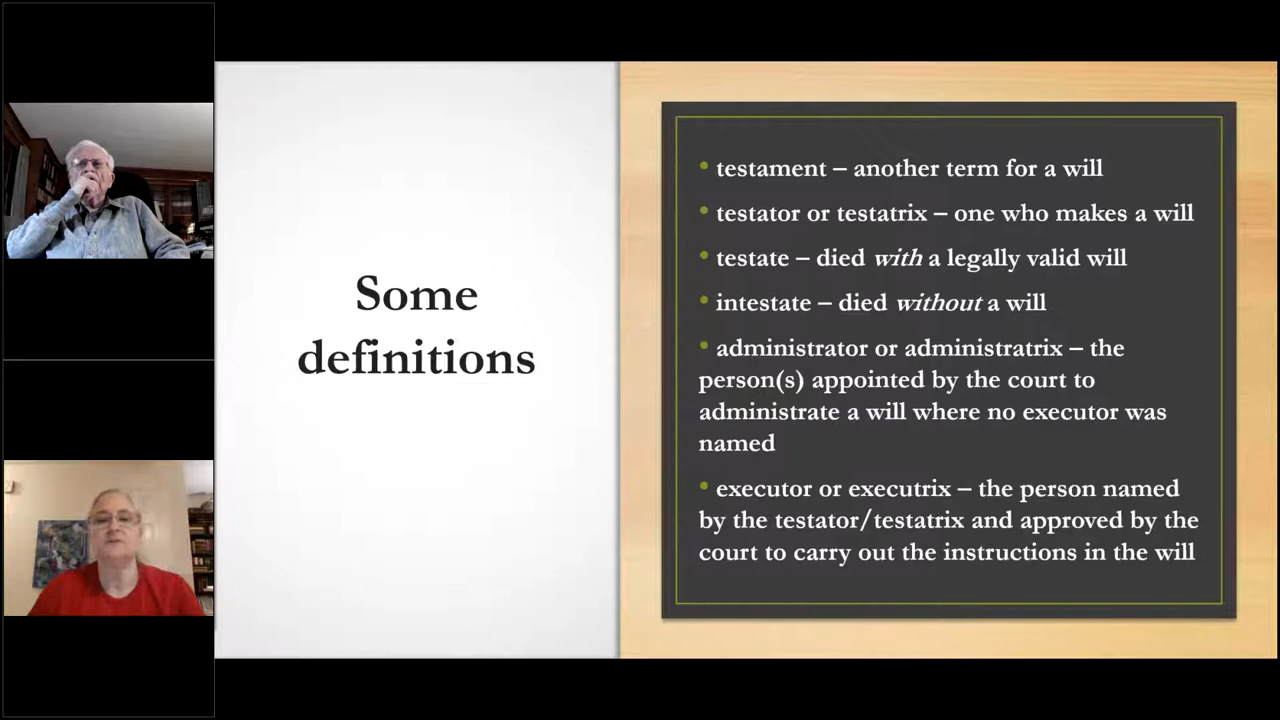 Some
definitions
• testament – another term for a will
• testator or testatrix – one who makes a will
• testate – died with a legally valid will
• intestate – died without a will
• administrator or administratrix – the
person(s) appointed by the court to
administrate a will where no executor was
named
• executor or executrix – the person named
by the testator/testatrix and approved by the
court to carry out the instructions in the will